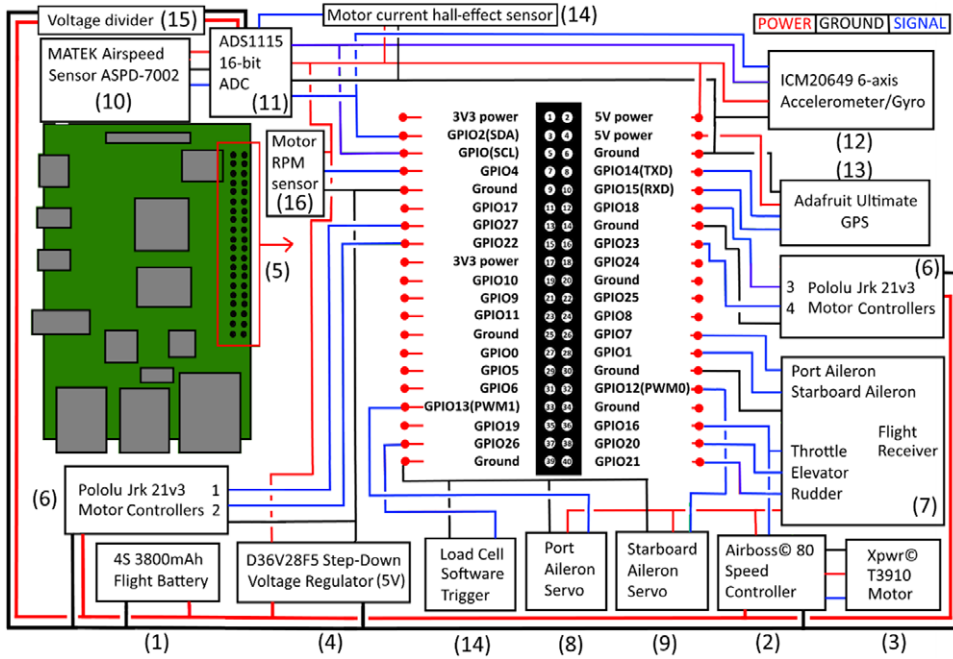 Voltage divider (15)
Motor current hall-effect sensor (14)
POWER GROUND SIGNAL
MATEK Airspeed
Sensor ASPD-7002
(10)
ADS1115
16-bit
ADC
(11)
ICM20649 6-axis
Accelerometer/Gyro
(12)
(13)
Adafruit Ultimate
GPS
Motor
RPM
sensor
(16)
(5)
3V3 power 1 2 5V power
GPIO2(SDA) 3 4 5V power
GPIO(SCL) 5 6 Ground
GPIO4 7 8 GPIO14(TXD)
Ground 9 10 GPIO15(RXD)
GPIO17 11 12 GPIO18
GPIO27 13 14 Ground
GPIO22 15 16 GPIO23
3V3 power 17 18 GPIO24
GPIO10 19 20 Ground
GPIO9 21 22 GPIO25
GPIO11 23 24 GPIO8
Ground 25 26 GPIO7
GPIO0 27 28 GPIO1
GPIO5 29 30 Ground
GPIO6 31 32 GPIO12(PWM0)
GPIO13(PWM1) 33 34 Ground
GPIO19 35 36 GPIO16
GPIO26 37 38 GPIO20
Ground 39 40 GPIO21
(6)
3 Pololu Jrk 21v3
4 Motor Controllers
Port Aileron
Starboard Aileron
Flight
Receiver
Throttle
Elevator
Rudder
(7)
(6)
Pololu Jrk 21v3 1
Motor Controllers 2
4S 3800mAh
Flight Battery
D36V28F5 Step-Down
Voltage Regulator (5V)
Load Cell
Software
Trigger
Port
Aileron
Servo
Starboard
Aileron
Servo
Airboss© 80
Speed
Controller
Xpwr©
T3910
Motor
(1) (4) (14) (8) (9) (2) (3)